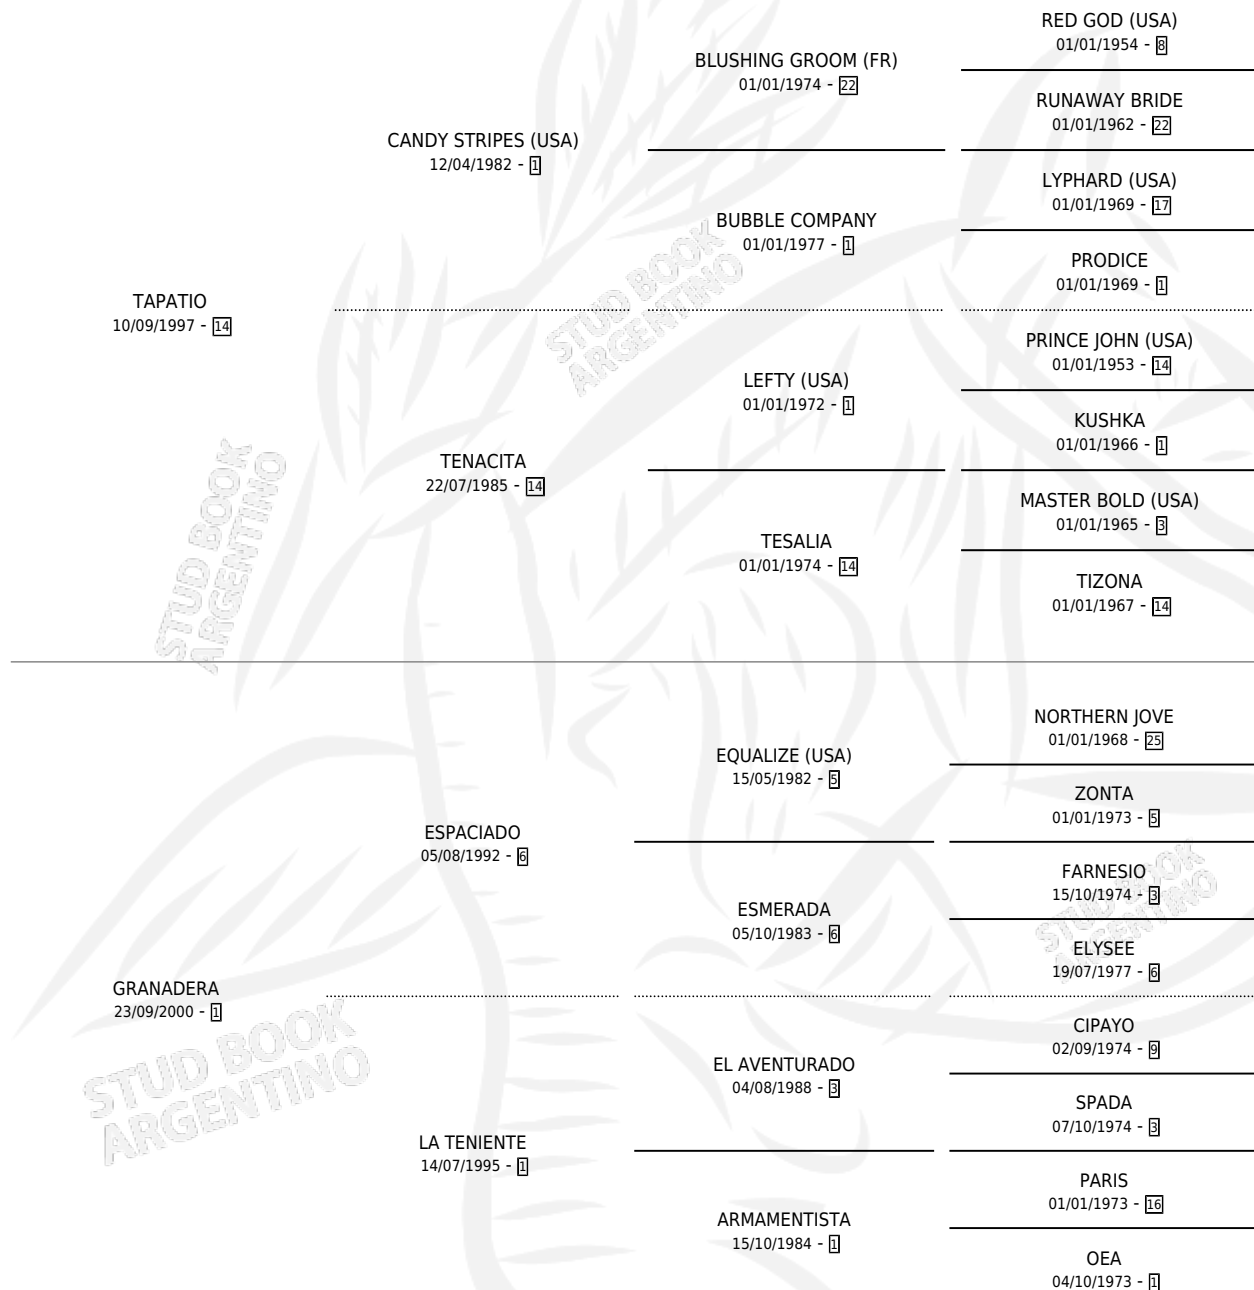 RED GOD (USA)
01/01/1954 - 8
BLUSHING GROOM (FR)
01/01/1974 - 22
RUNAWAY BRIDE
01/01/1962 - 22
CANDY STRIPES (USA)
12/04/1982 - 1
LYPHARD (USA)
01/01/1969 - 17
BUBBLE COMPANY
01/01/1977 - 1
PRODICE
01/01/1969 - 1
TAPATIO
10/09/1997 - 14
STUD BOOK
ARGENTINO
PRINCE JOHN (USA)
01/01/1953 - 14
LEFTY (USA)
01/01/1972 - 1
KUSHKA
01/01/1966 - 1
TENACITA
22/07/1985 - 14
MASTER BOLD (USA)
01/01/1965 - 3
TESALIA
01/01/1974 - 14
TIZONA
01/01/1967 - 14
STUD BOOK
ARGENTINO
NORTHERN JOVE
01/01/1968 - 25
EQUALIZE (USA)
15/05/1982 - 5
ZONTA
01/01/1973 - 5
ESPACIADO
05/08/1992 - 6
FARNESIO
15/10/1974 - 3
ESMERADA
05/10/1983 - 6
ELYSEE
19/07/1977 - 6
STUD BOOK
ARGENTINO
GRANADERA
23/09/2000 - 1
CIPAYO
02/09/1974 - 9
EL AVENTURADO
04/08/1988 - 3
SPADA
07/10/1974 - 3
STUD BOOK
ARGENTINO
LA TENIENTE
14/07/1995 - 1
PARIS
01/01/1973 - 16
ARMAMENTISTA
15/10/1984 - 1
OEA
04/10/1973 - 1